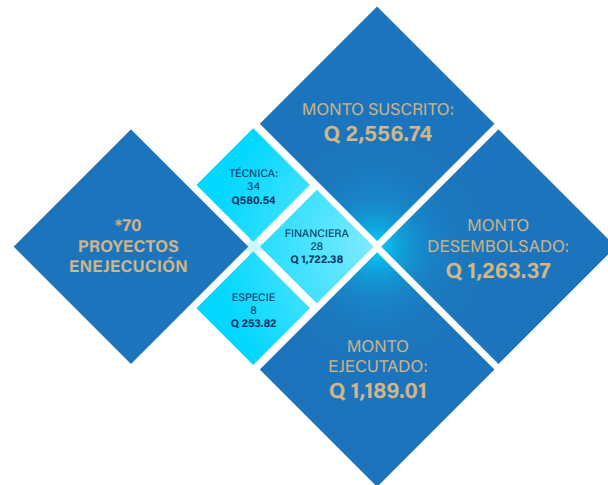 *70
PROYECTOS
ENEJECUCIÓN
TÉCNICA:
34
Q580.54
FINANCIERA
28
Q 1,722.38
ESPECIE
8
Q 253.82
MONTO SUSCRITO:
Q 2,556.74
MONTO
DESEMBOLSADO:
Q 1,263.37
MONTO
EJECUTADO:
Q 1,189.01